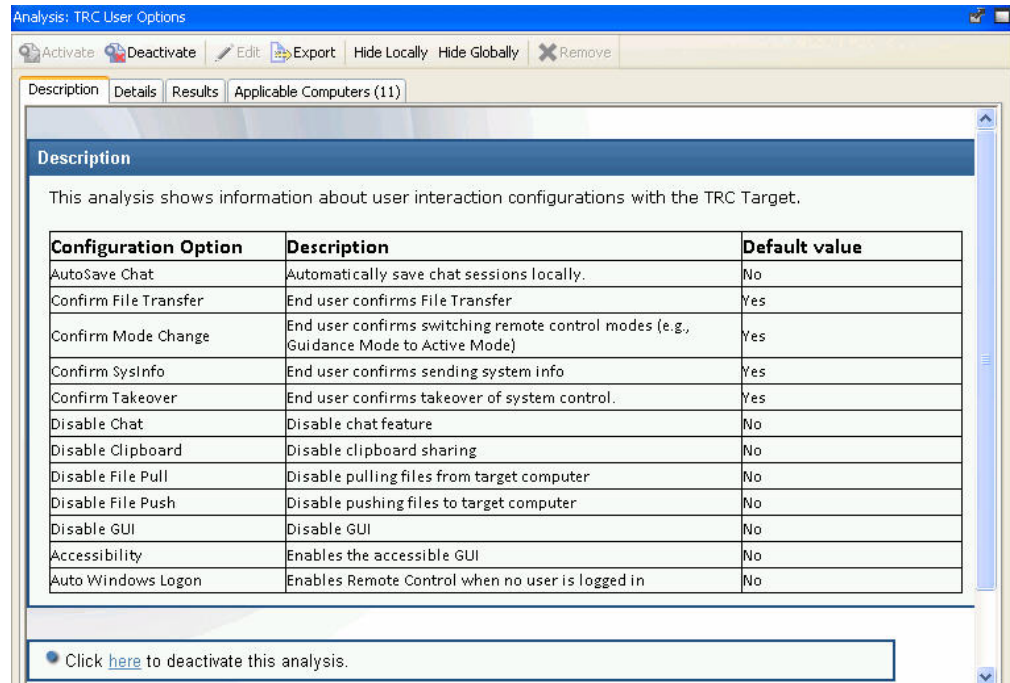 Analysis: TRC User Options
Activate Deactivate Edit Export Hide Locally Hide Globally Remove
Description Details Results Applicable Computers (11)
Description
This analysis shows information about user interaction configurations with the TRC Target.
Configuration Option Description Default value
AutoSave Chat Automatically save chat sessions locally. No
Confirm File Transfer End user confirms File Transfer Yes
Confirm Mode Change End user confirms switching remote control modes (e.g., Guidance Mode to Active Mode) Yes
Confirm SysInfo End user confirms sending system info Yes
Confirm Takeover End user confirms takeover of system control. Yes
Disable Chat Disable chat feature No
Disable Clipboard Disable clipboard sharing No
Disable File Pull Disable pulling files from target computer No
Disable File Push Disable pushing files to target computer No
Disable GUI Disable GUI No
Accessibility Enables the accessible GUI No
Auto Windows Logon Enables Remote Control when no user is logged in No
Click here to deactivate this analysis.